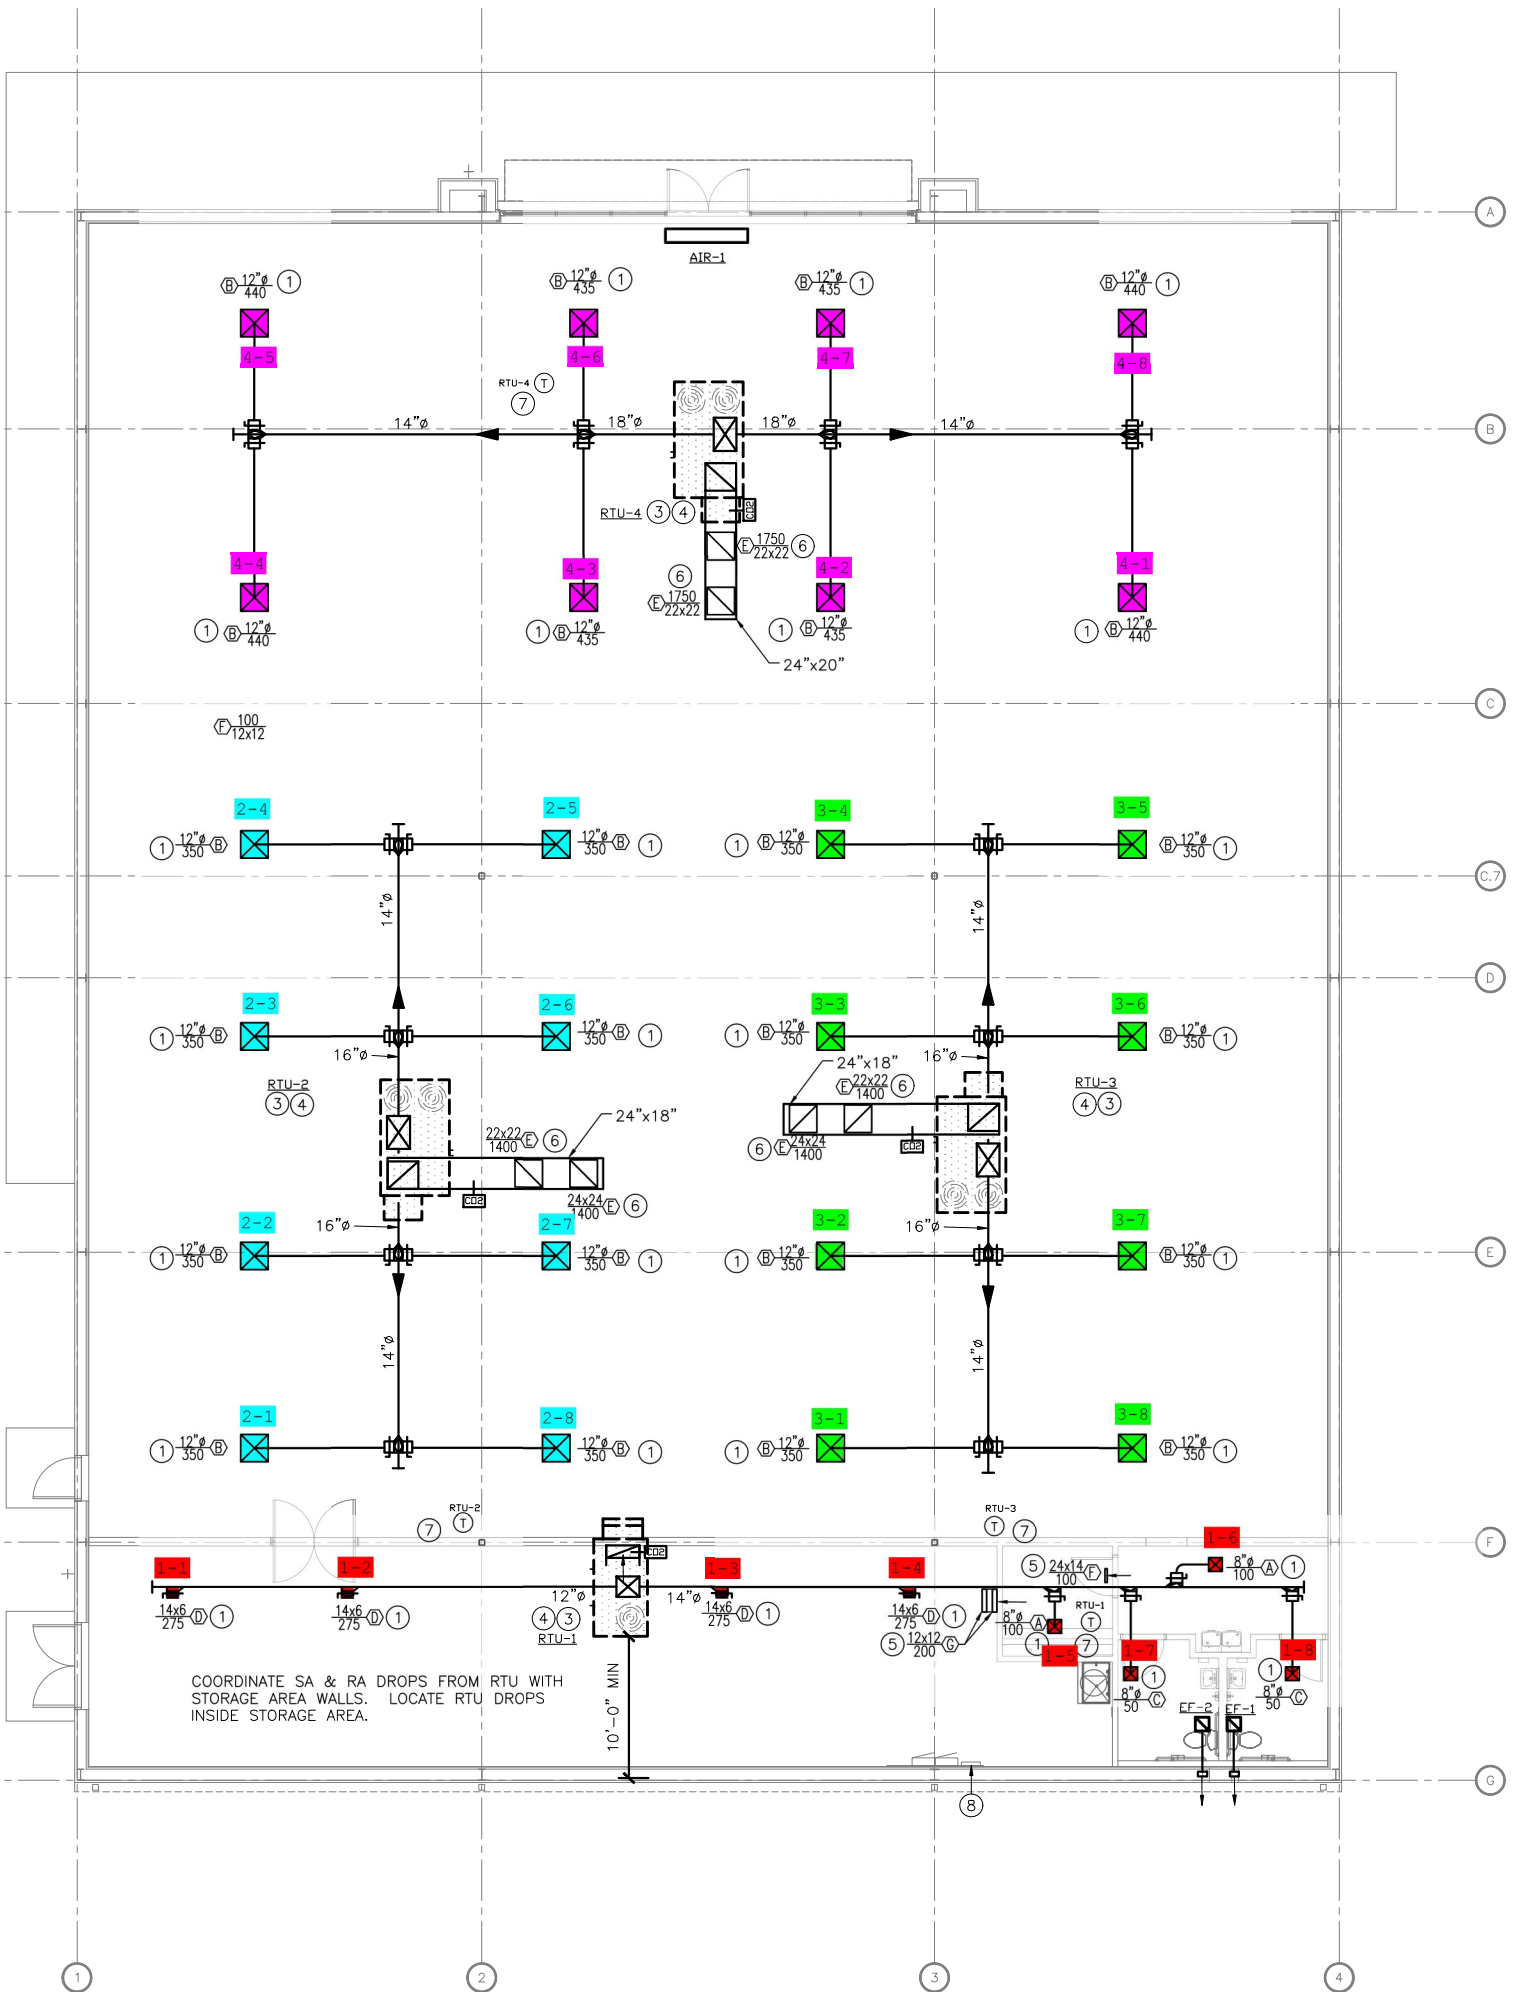 A
AIR-1
B 12"ø 1
440
B 12"ø 1
435
B 12"ø 1
435
B 12"ø 1
440
4-5
4-6
4-7
4-8
RTU-4 T
7
14"ø
18"ø
18"ø
14"ø
B
RTU-4 3 4
CO2
E 1750 6
22x22
6
E 1750
22x22
4-4
4-3
4-2
4-1
1 B 12"ø
440
1 B 12"ø
435
1 B 12"ø
435
1 B 12"ø
440
24"x20"
C
F 100
12x12
2-4
2-5
3-4
3-5
1 12"ø B
350
12"ø B 1
350
1 B 12"ø
350
B 12"ø 1
350
C.7
14"ø
14"ø
D
2-3
2-6
3-3
3-6
1 12"ø B
350
12"ø B 1
350
1 B 12"ø
350
B 12"ø 1
350
16"ø
16"ø
24"x18"
E 22x22 6
1400
RTU-2
3 4
RTU-3
4 3
24"x18"
22x22 E 6
1400
6 E 24x24
1400
CO2
CO2
24x24 E 6
1400
2-2
2-7
3-2
3-7
16"ø
16"ø
1 12"ø B
350
12"ø B 1
350
1 B 12"ø
350
B 12"ø 1
350
E
14"ø
14"ø
2-1
2-8
3-1
3-8
1 12"ø B
350
12"ø B 1
350
1 B 12"ø
350
B 12"ø 1
350
RTU-2
7 T
RTU-3
T 7
F
CO2
1-1
1-2
1-3
1-4
1-6
5 24x14 F
100
8"ø A 1
100
12"ø
14"ø
14x6 D 1
275
14x6 D 1
275
4 3
RTU-1
14x6 D 1
275
14x6 D 1
275
5 12x12 G
200
8"ø A
100
RTU-1
T
1
7
1-5
1-7
1-8
1
8"ø C
50
1
8"ø C
50
COORDINATE SA & RA DROPS FROM RTU WITH
STORAGE AREA WALLS. LOCATE RTU DROPS
INSIDE STORAGE AREA.
10'-0" MIN
EF-2
EF-1
G
8
1
2
3
4